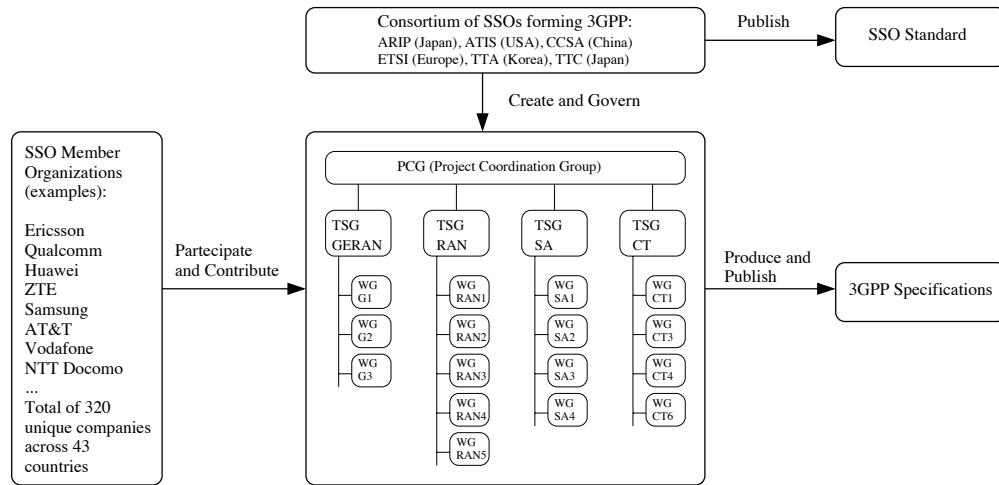 Consortium of SSOs forming 3GPP:
ARIP (Japan), ATIS (USA), CCSA (China)
ETSI (Europe), TTA (Korea), TTC (Japan)
Publish
SSO Standard
Create and Govern
SSO Member
Organizations
(examples):
Ericsson
Qualcomm
Huawei
ZTE
Samsung
AT&T
Vodafone
NTT Docomo
...
Total of 320
unique companies
across 43
countries
Partecipate
and Contribute
PCG (Project Coordination Group)
TSG
GERAN
WG
G1
WG
G2
WG
G3
TSG
RAN
WG
RAN1
WG
RAN2
WG
RAN3
WG
RAN4
WG
RAN5
TSG
SA
WG
SA1
WG
SA2
WG
SA3
WG
SA4
TSG
CT
WG
CT1
WG
CT3
WG
CT4
WG
CT6
Produce and
Publish
3GPP Specifications